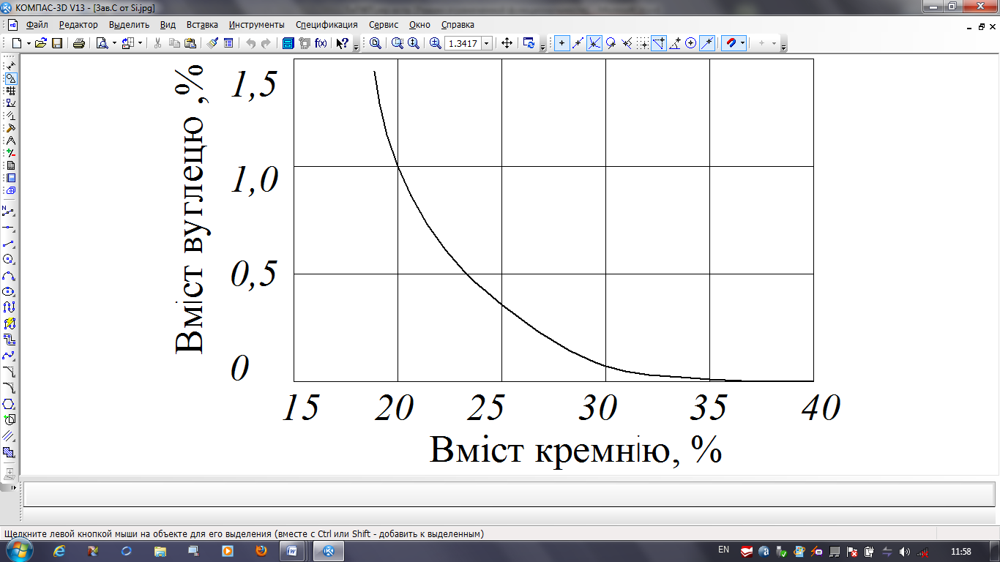 КОМПАС-3D V13 - [Зав.С от Si.jpg]
Файл Редактор Выделить Вид Вставка Инструменты Спецификация Сервис Окно Справка
f(x) 1.3417
Вміст вуглецю ,%
1,5
1,0
0,5
0
15 20 25 30 35 40
Вміст кремнію, %
Щелкните левой кнопкой мыши на объекте для его выделения (вместе с Ctrl или Shift - добавить к выделенным)
EN 11:58